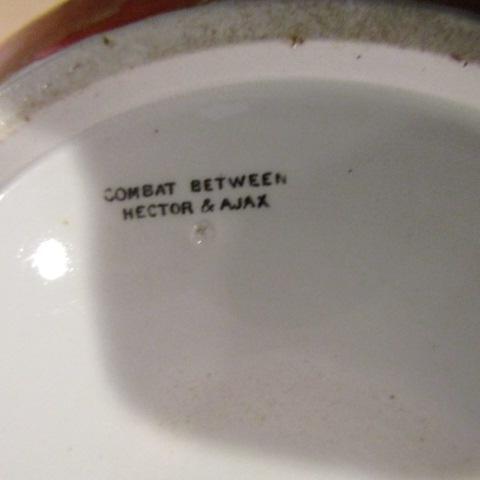 COMBAT BETWEEN
HECTOR & AJAX